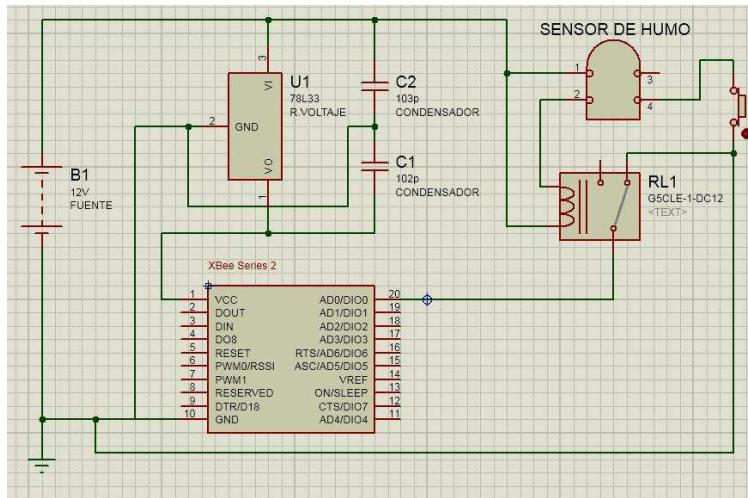 SENSOR DE HUMO
1
2
3
4
3
VI
2
GND
VO
1
U1
78L33
R.VOLTAJE
C2
103p
CONDENSADOR
C1
102p
CONDENSADOR
B1
12V
FUENTE
RL1
G5CLE-1-DC12
<TEXT>
XBee Series 2
1 VCC AD0/DIO0 20
2 DOUT AD1/DIO1 19
3 DIN AD2/DIO2 18
4 DO8 AD3/DIO3 17
5 RESET RTS/AD6/DIO6 16
6 PWM0/RSSI ASC/AD5/DIO5 15
7 PWM1 VREF 14
8 RESERVED ON/SLEEP 13
9 DTR/D18 CTS/DIO7 12
10 GND AD4/DIO4 11